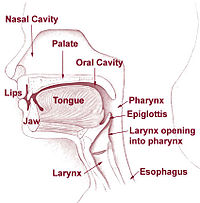 Nasal Cavity
Palate
Oral Cavity
Lips
Tongue
Pharynx
Epiglottis
Jaw
Larynx opening
into pharynx
Larynx
Esophagus